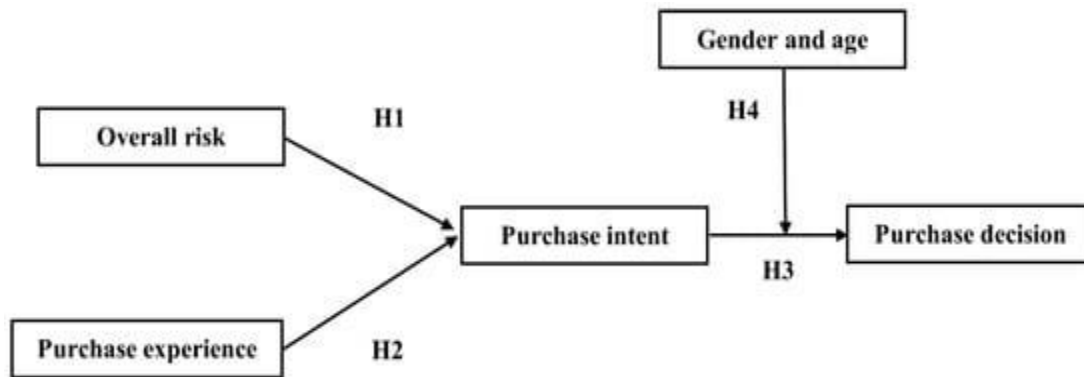 Gender and age
H4
H1
Overall risk
Purchase intent
Purchase decision
H3
Purchase experience
H2